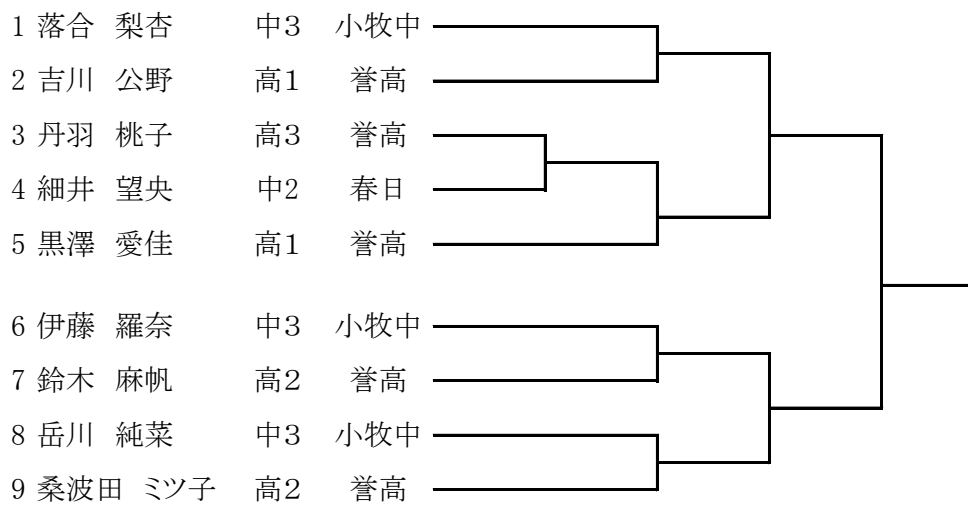 1 落合 梨杏 中3 小牧中
2 吉川 公野 高1 誉高
3 丹羽 桃子 高3 誉高
4 細井 望央 中2 春日
5 黒澤 愛佳 高1 誉高
6 伊藤 羅奈 中3 小牧中
7 鈴木 麻帆 高2 誉高
8 岳川 純菜 中3 小牧中
9 桑波田 ミツ子 高2 誉高